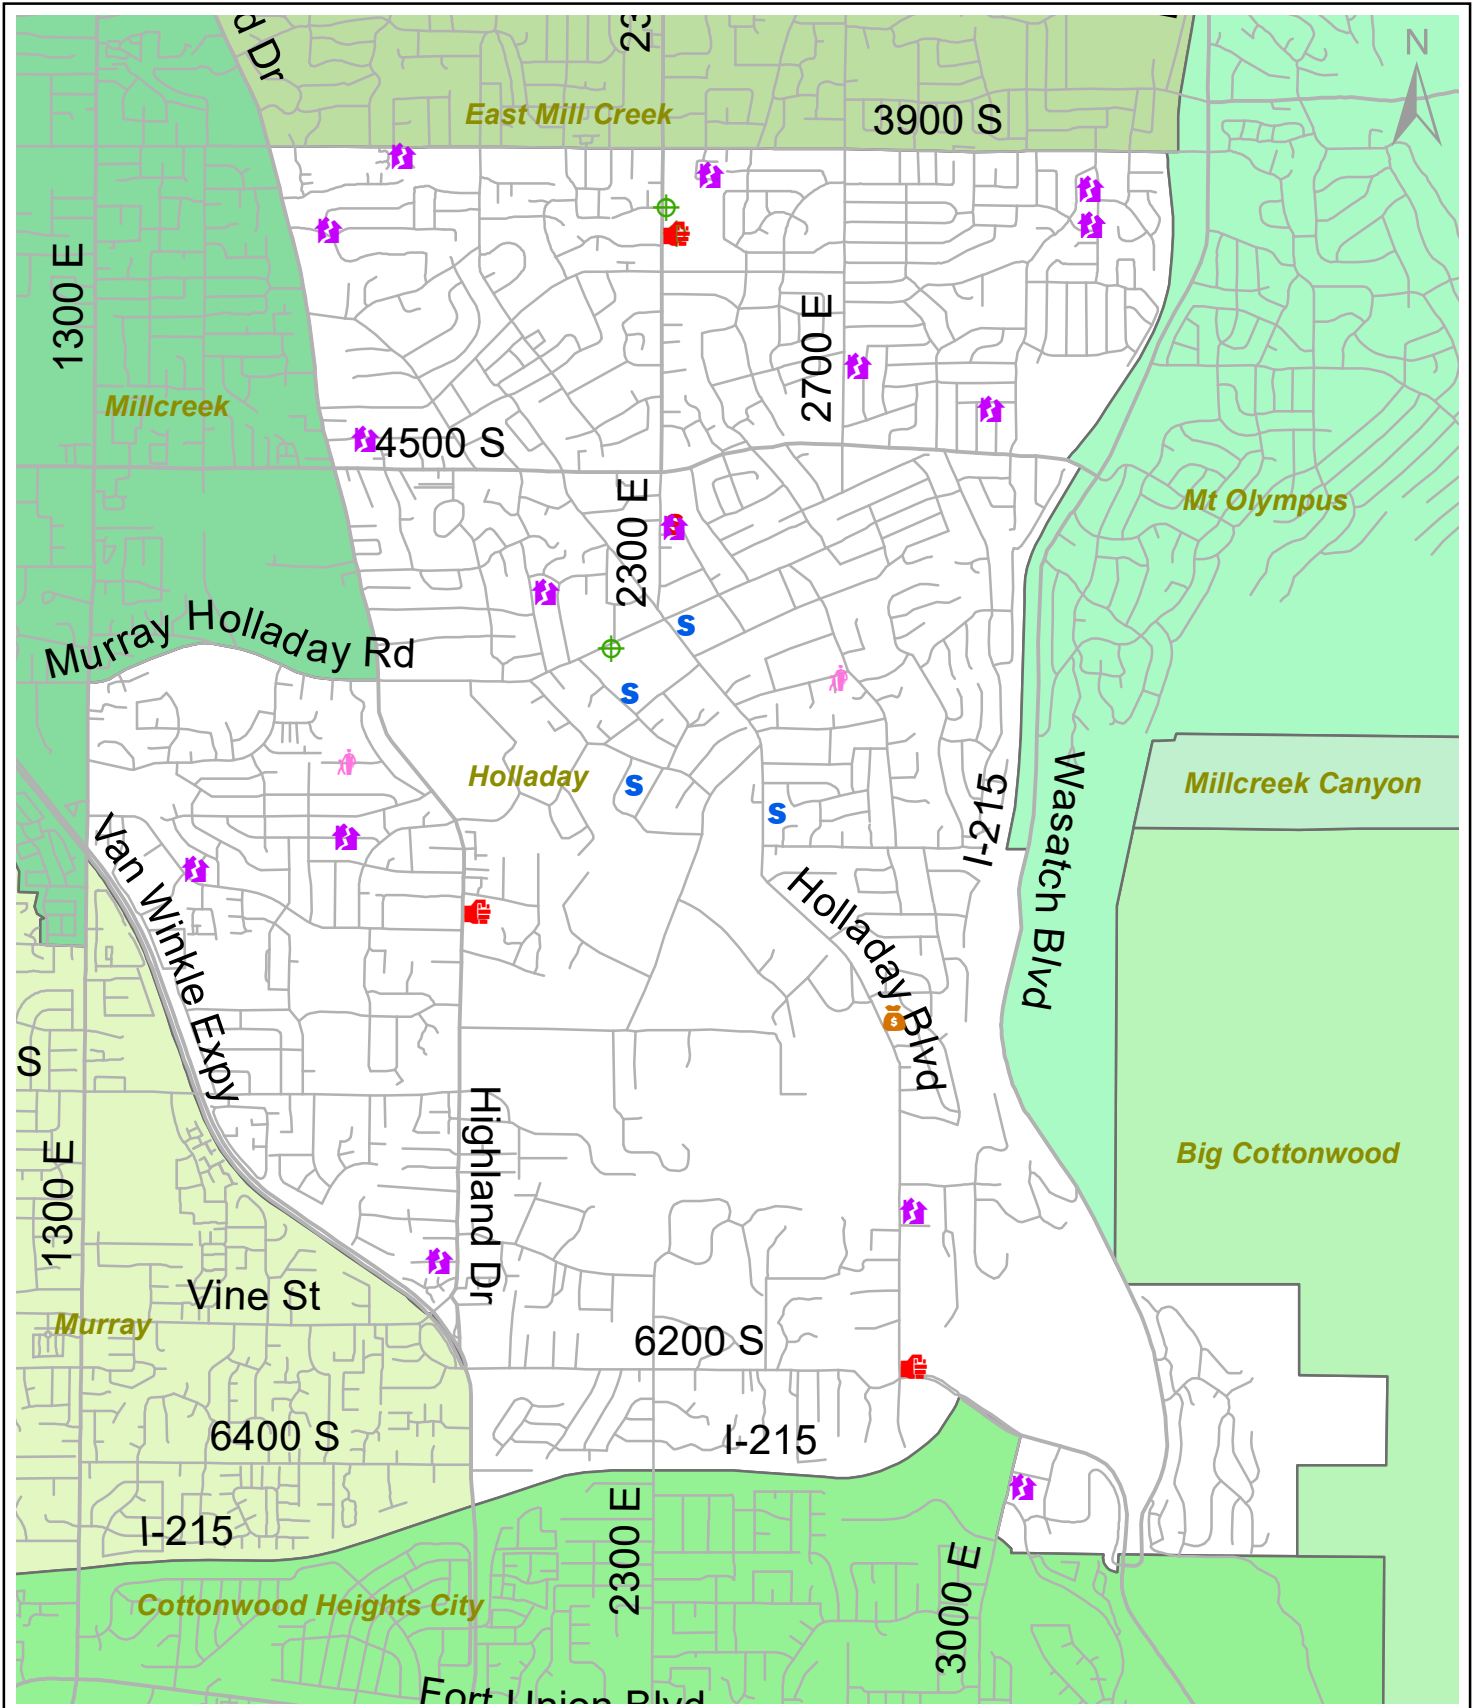 d Dr
23
N
East Mill Creek
3900 S
1300 E
2700 E
Millcreek
4500 S
2300 E
Mt Olympus
Murray Holladay Rd
S
S
Holladay
S
S
I-215
Wasatch Blvd
Millcreek Canyon
Van Winkle Expy
Holladay Blvd
$
S
Highland Dr
1300 E
Big Cottonwood
Vine St
Murray
6200 S
6400 S
I-215
I-215
2300 E
3000 E
Cottonwood Heights City
Fort Union Blvd